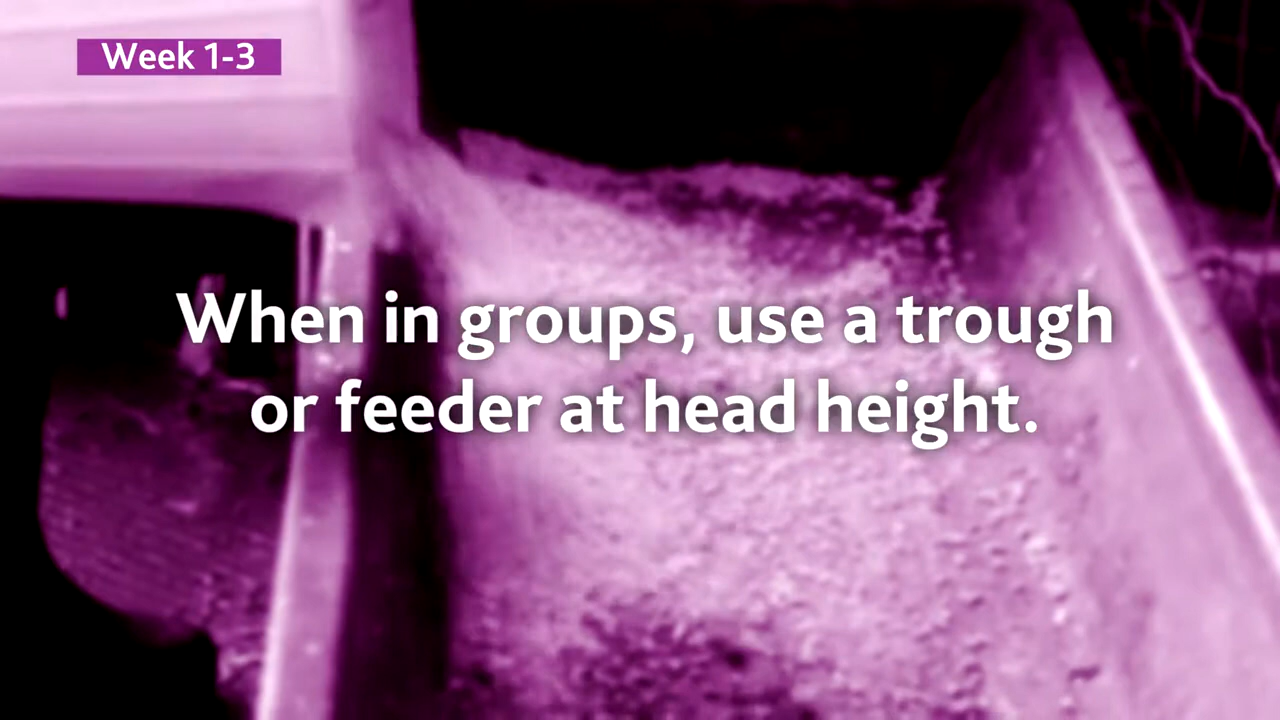 Week 1-3
When in groups, use a trough
or feeder at head height.